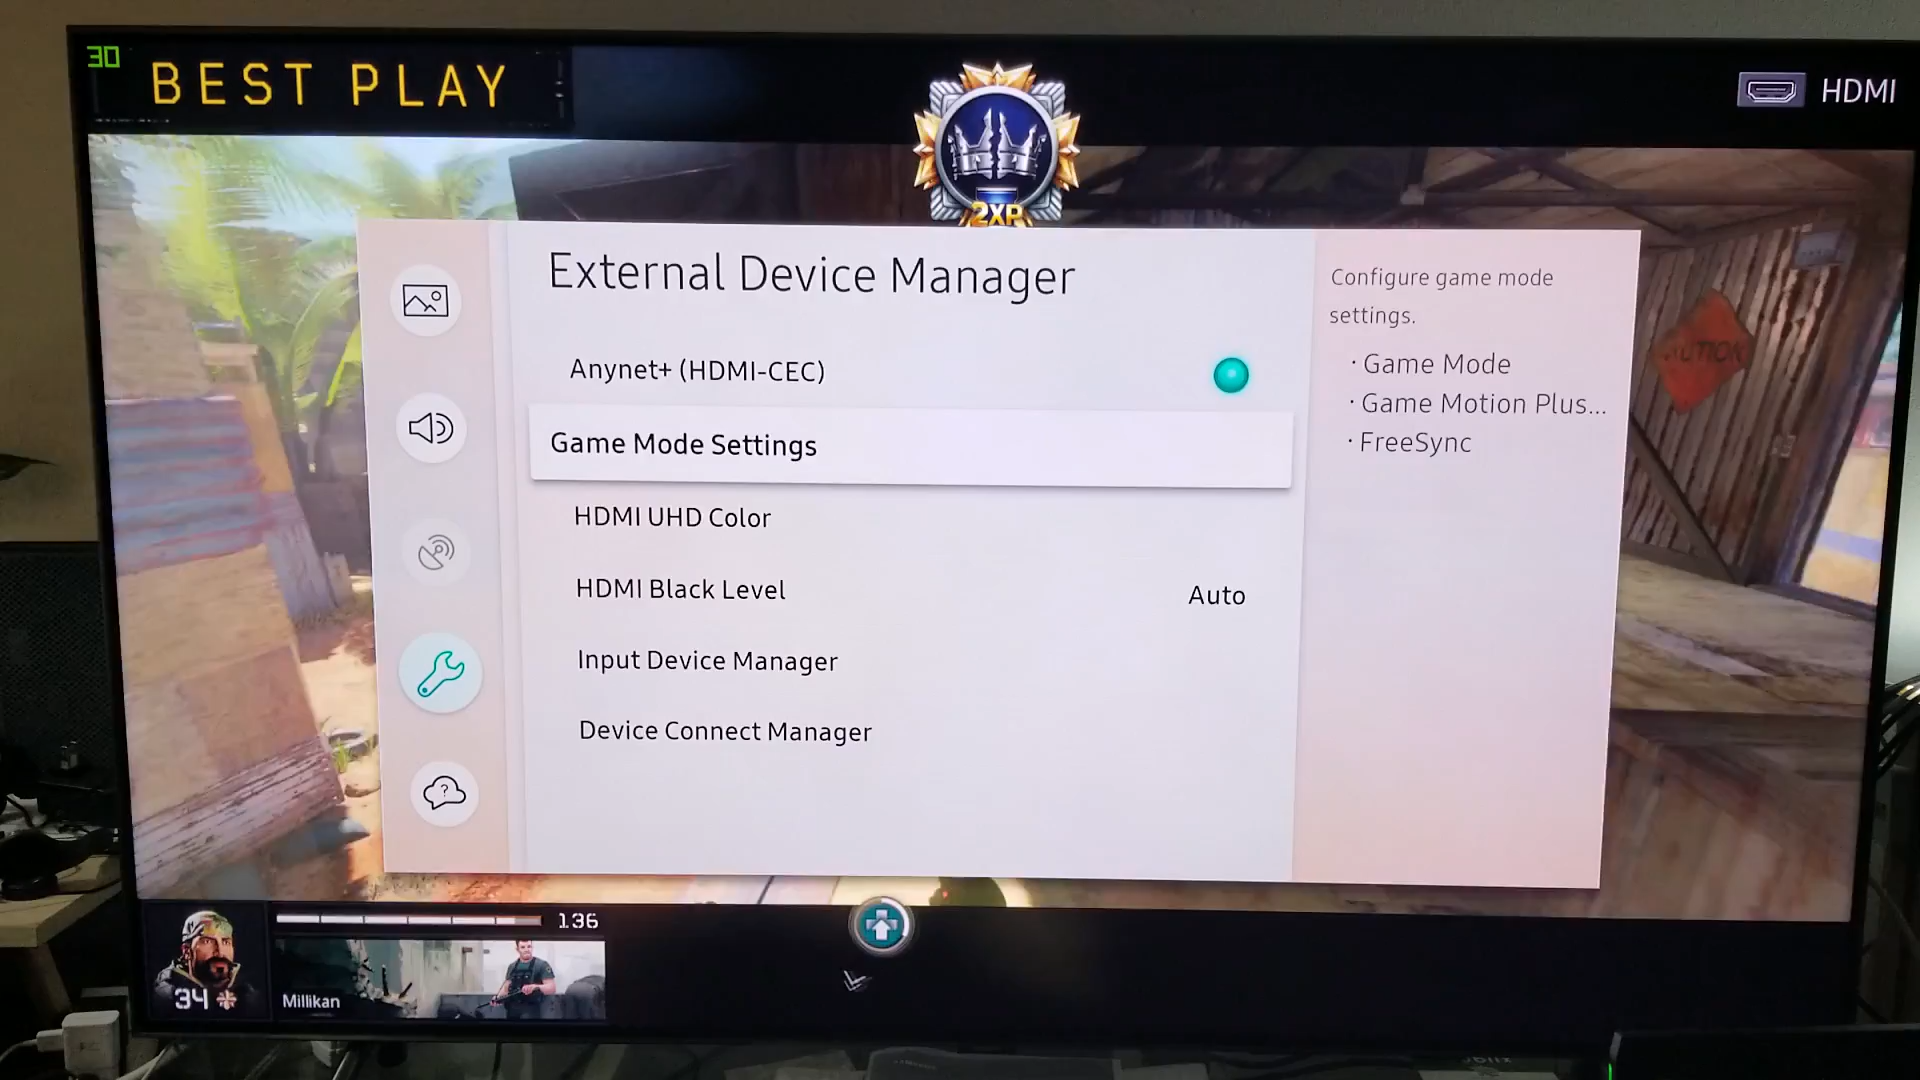 30
BEST PLAY
HDMI
2XP
External Device Manager
Anynet+ (HDMI-CEC)
Game Mode Settings
HDMI UHD Color
HDMI Black Level
Auto
Input Device Manager
Device Connect Manager
Configure game mode
settings.
· Game Mode
· Game Motion Plus...
· FreeSync
CAUTION
136
34
Millikan